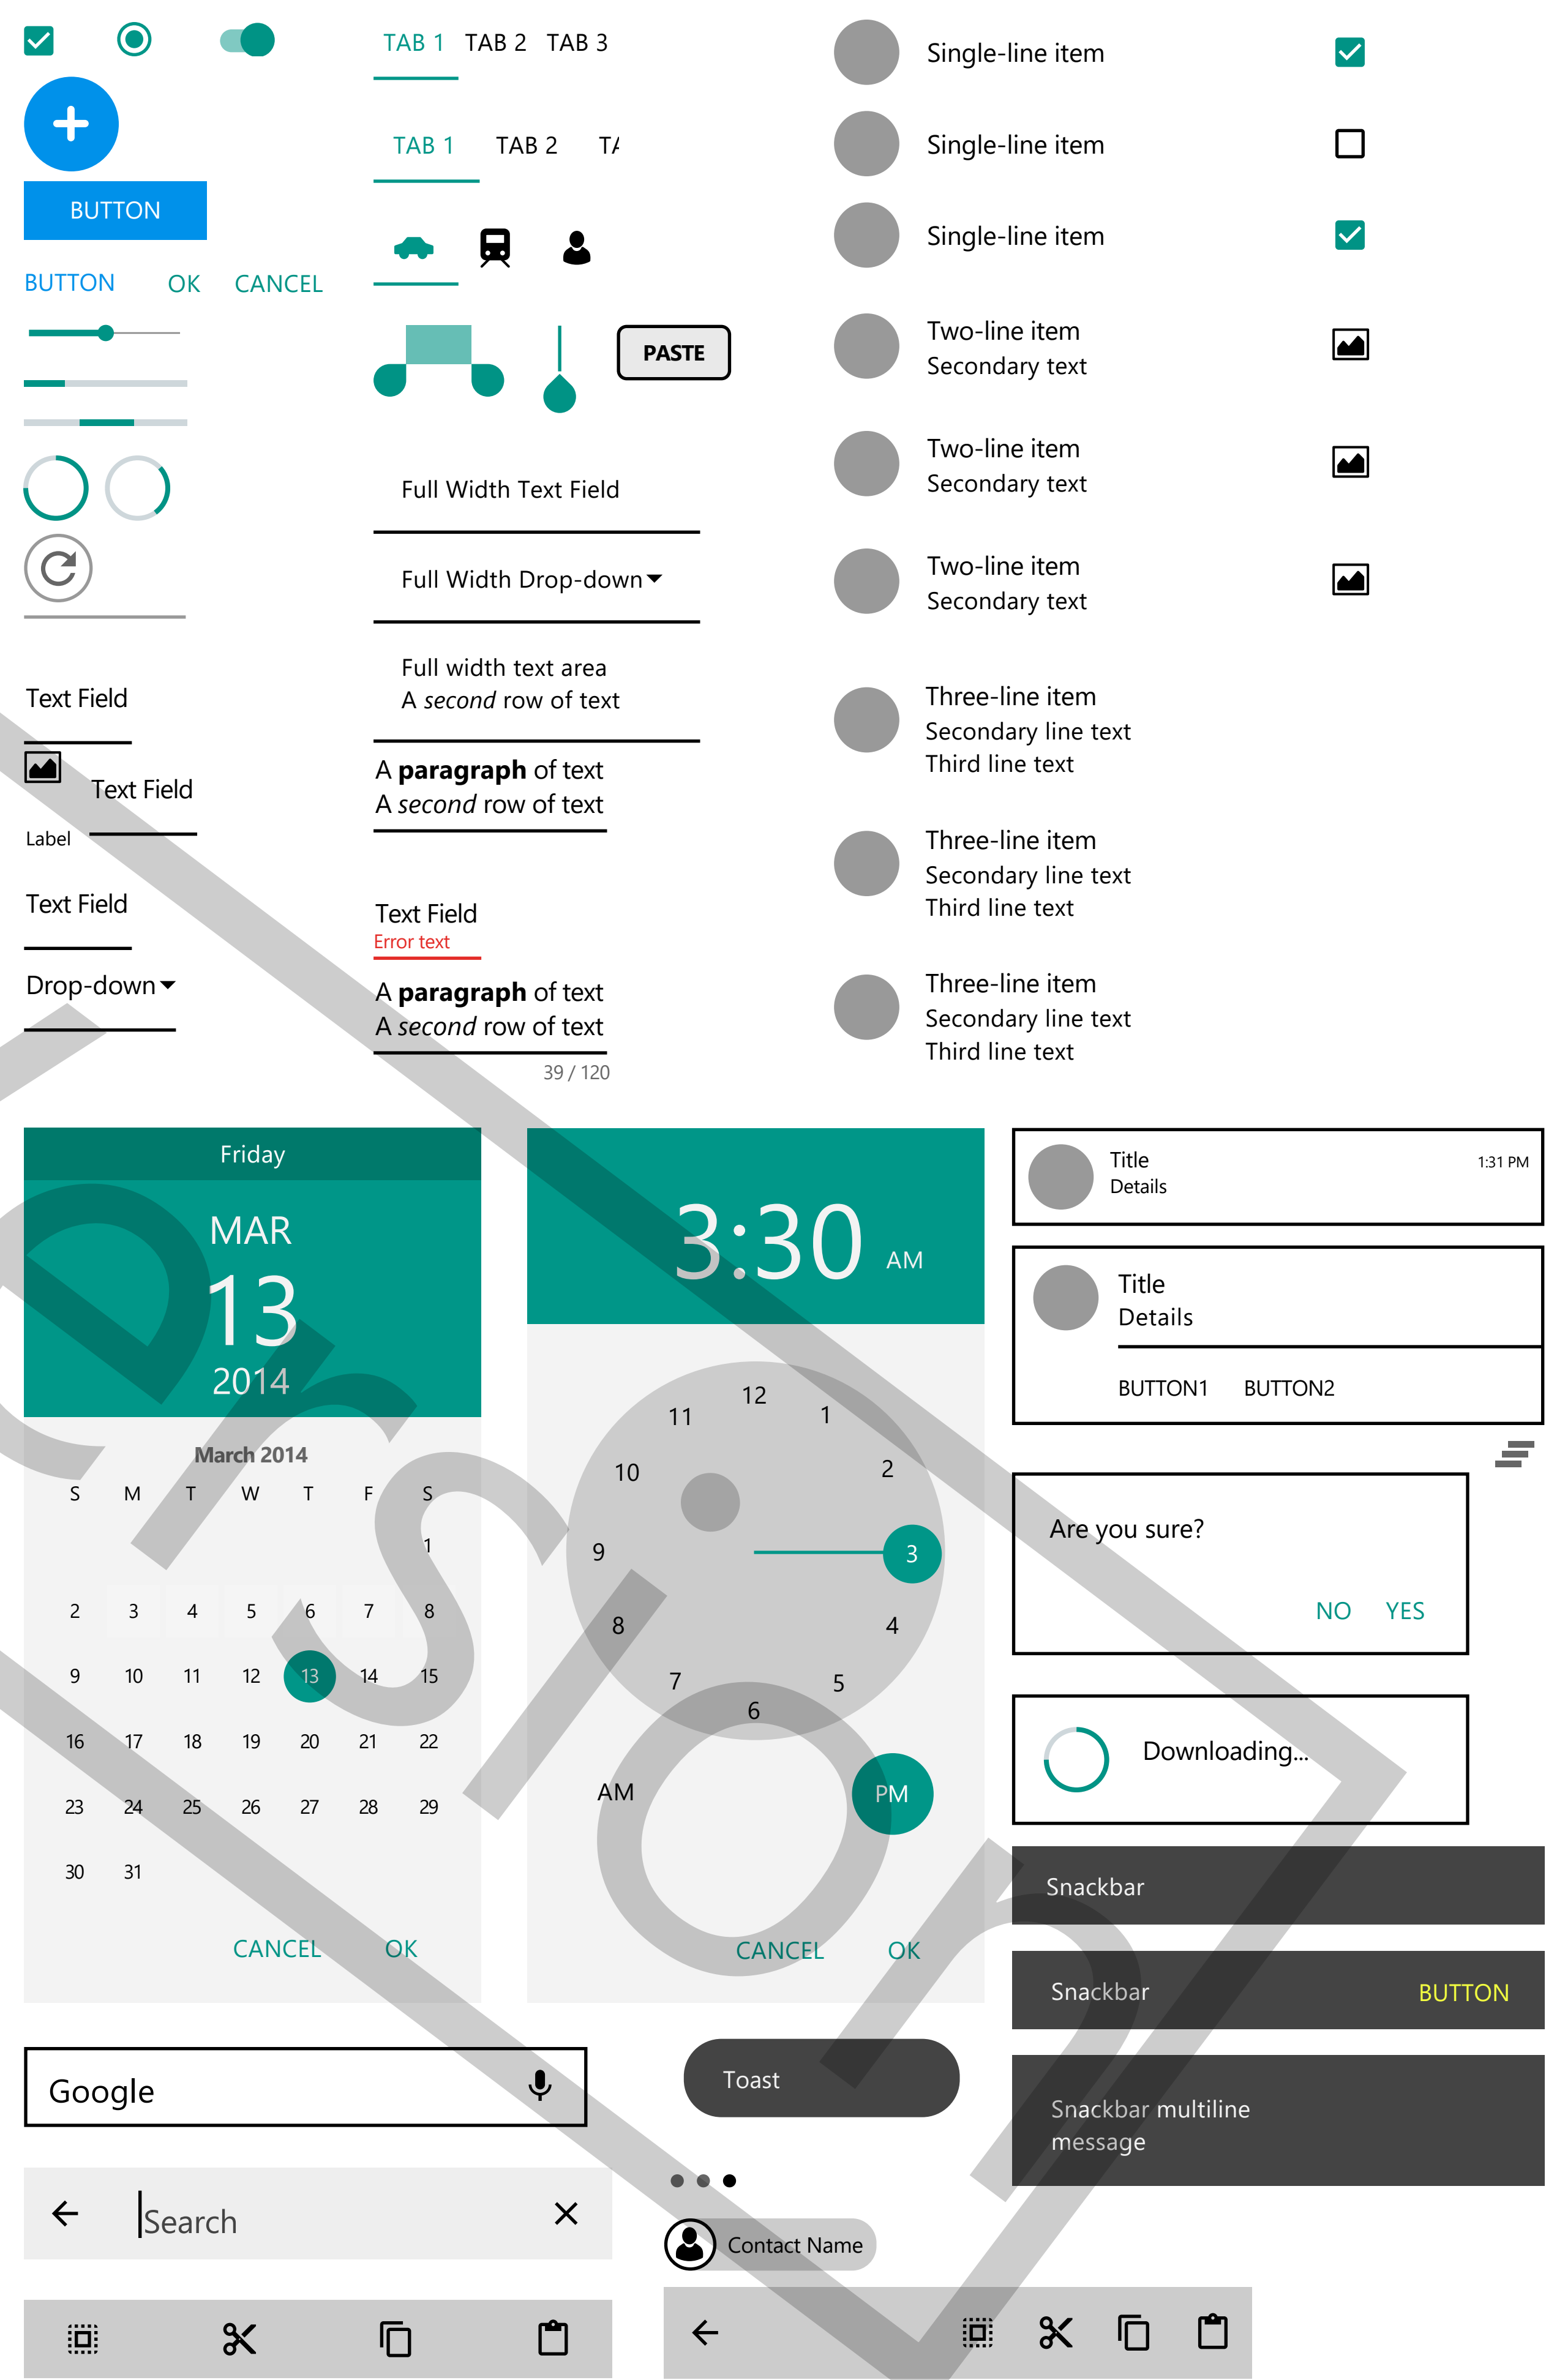 TAB 1 TAB 2 TAB 3
TAB 1 TAB 2 TA
BUTTON
BUTTON OK CANCEL
PASTE
Text Field
Text Field
Label
Text Field
Drop-down
Full Width Text Field
Full Width Drop-down
Full width text area
A second row of text
A paragraph of text
A second row of text
Text Field
Error text
A paragraph of text
A second row of text
39 / 120
Single-line item
Single-line item
Single-line item
Two-line item
Secondary text
Two-line item
Secondary text
Two-line item
Secondary text
Three-line item
Secondary line text
Third line text
Three-line item
Secondary line text
Third line text
Three-line item
Secondary line text
Third line text
Friday
MAR
13
2014
March 2014
S M T W T F S
1
2 3 4 5 6 7 8
9 10 11 12 13 14 15
16 17 18 19 20 21 22
23 24 25 26 27 28 29
30 31
CANCEL OK
3:30 AM
12
11 1
10 2
9 3
8 4
7 5
6
AM PM
CANCEL OK
Title 1:31 PM
Details
Title
Details
BUTTON1 BUTTON2
Are you sure?
NO YES
Downloading...
Snackbar
Snackbar BUTTON
Snackbar multiline
message
Google
Toast
Search
Contact Name